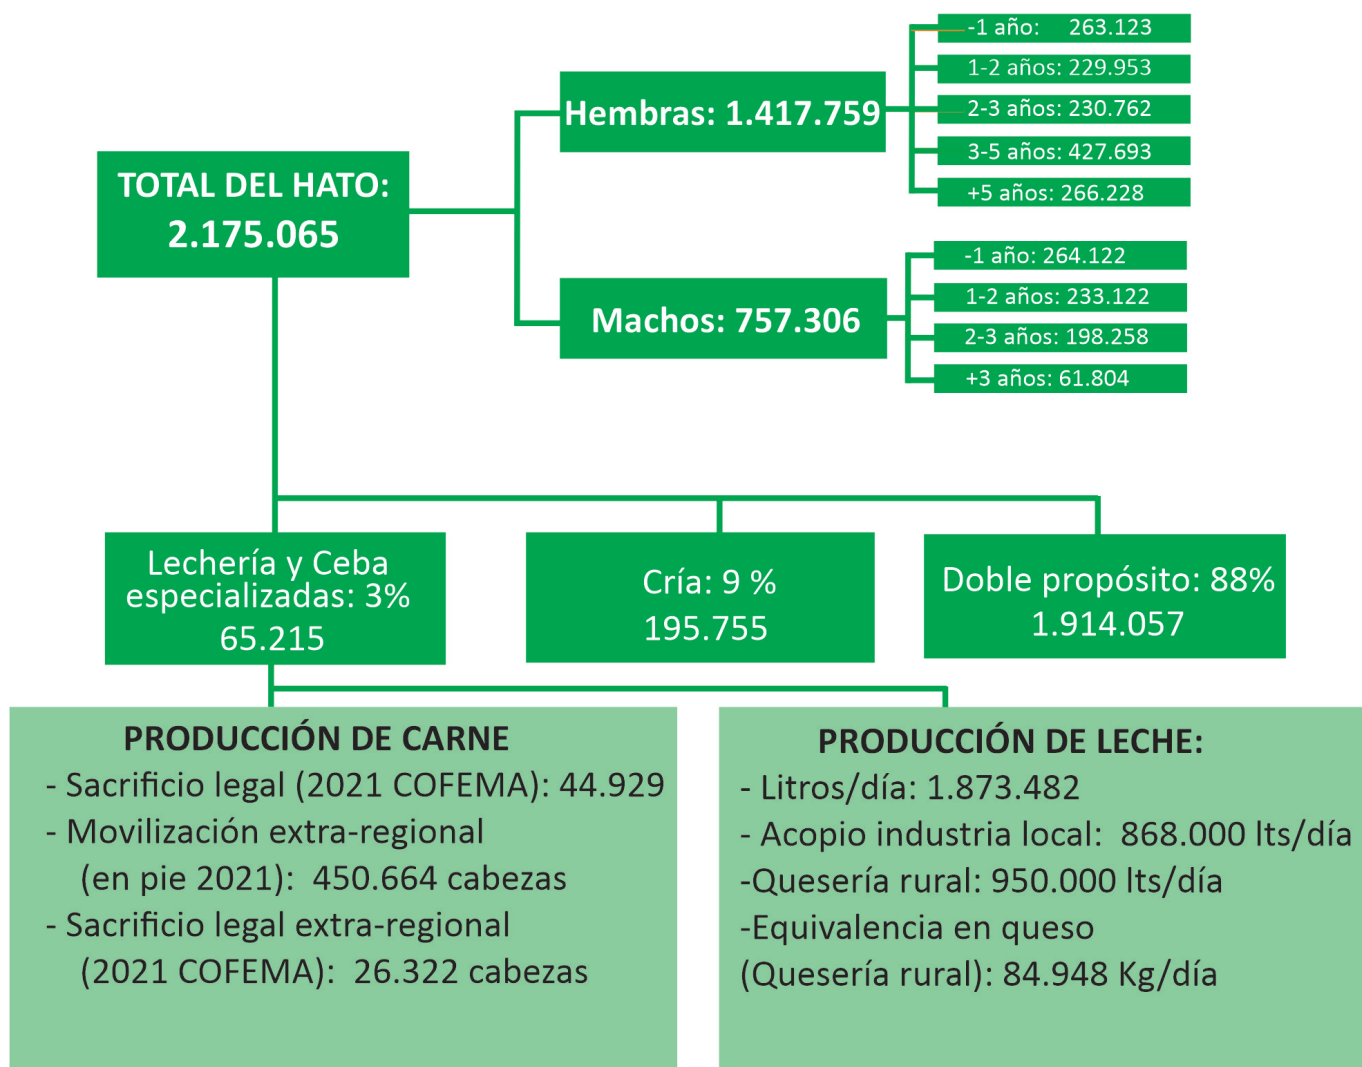 TOTAL DEL HATO:
2.175.065
Hembras: 1.417.759
-1 año: 263.123
1-2 años: 229.953
2-3 años: 230.762
3-5 años: 427.693
+5 años: 266.228
Machos: 757.306
-1 año: 264.122
1-2 años: 233.122
2-3 años: 198.258
+3 años: 61.804
Lechería y Ceba
especializadas: 3%
65.215
Cría: 9 %
195.755
Doble propósito: 88%
1.914.057
PRODUCCIÓN DE CARNE
- Sacrificio legal (2021 COFEMA): 44.929
- Movilización extra-regional
(en pie 2021): 450.664 cabezas
- Sacrificio legal extra-regional
(2021 COFEMA): 26.322 cabezas
PRODUCCIÓN DE LECHE:
- Litros/día: 1.873.482
- Acopio industria local: 868.000 lts/día
-Quesería rural: 950.000 lts/día
-Equivalencia en queso
(Quesería rural): 84.948 Kg/día